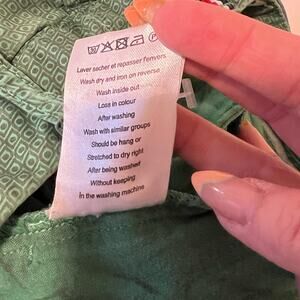 Laver secher et repasser l'envers
Wash dry and iron on reverse
Wash inside out
Loss in colour
After washing
Wash with similar groups
Should be hang or
Stretched to dry right
After being washed
Without keeping
In the washing machine